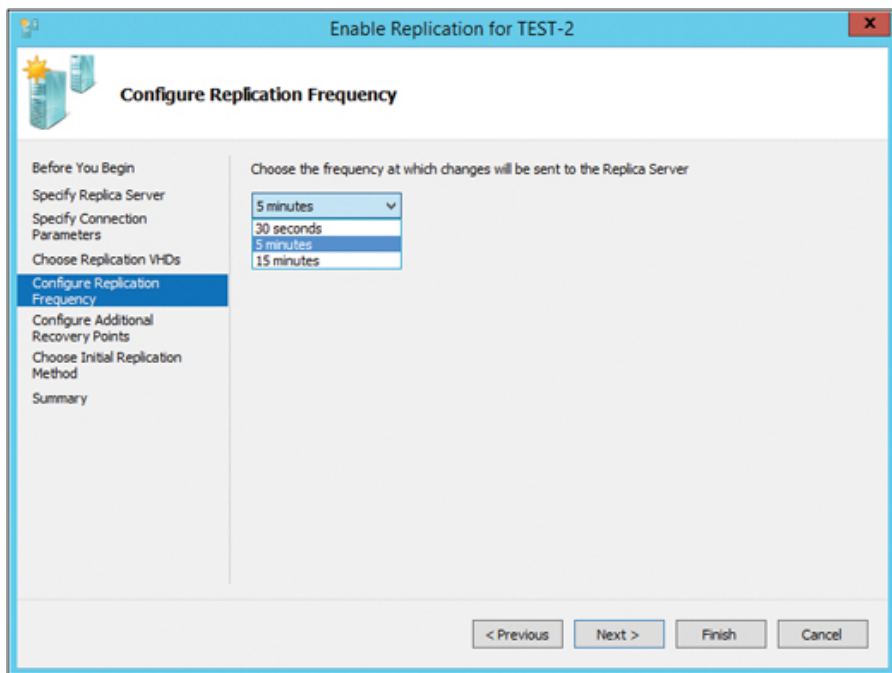 Enable Replication for TEST-2
x
Configure Replication Frequency
Before You Begin
Specify Replica Server
Specify Connection
Parameters
Choose Replication VHDs
Configure Replication
Frequency
Configure Additional
Recovery Points
Choose Initial Replication
Method
Summary
Choose the frequency at which changes will be sent to the Replica Server
5 minutes
30 seconds
5 minutes
15 minutes
< Previous
Next >
Finish
Cancel